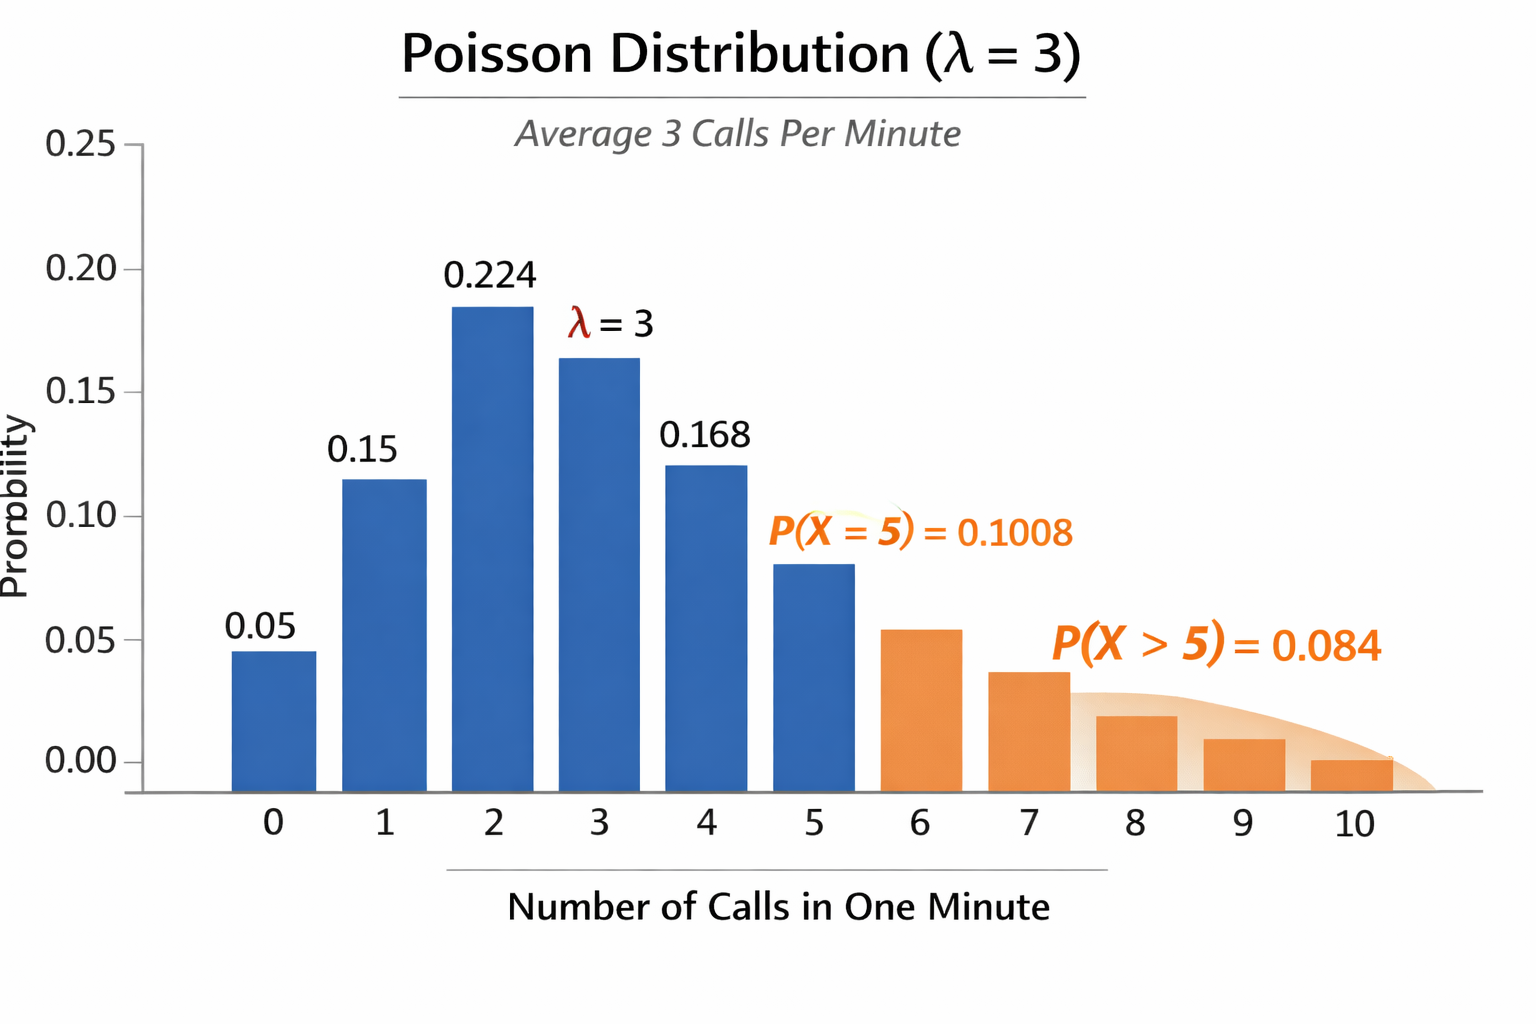 Poisson Distribution (λ = 3)
Average 3 Calls Per Minute
0.25
0.20
0.15
0.10
0.05
0.00
0.224
λ = 3
0.15
0.168
P(X = 5) = 0.1008
0.05
P(X > 5) = 0.084
0 1 2 3 4 5 6 7 8 9 10
Number of Calls in One Minute